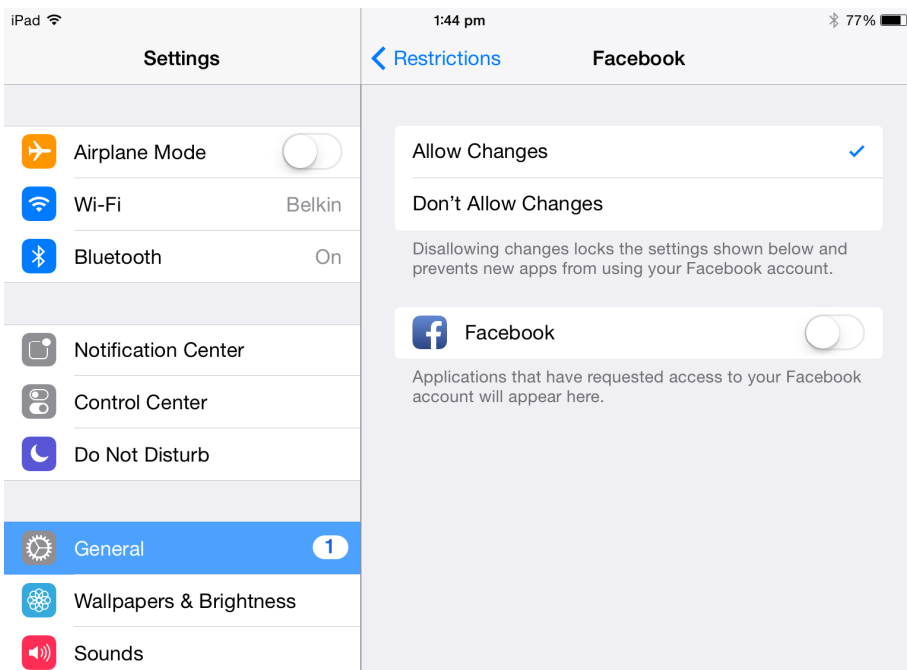 iPad
1:44 pm
77%
Settings
Restrictions
Facebook
Airplane Mode
Wi-Fi
Belkin
Bluetooth
On
Notification Center
Control Center
Do Not Disturb
General
1
Wallpapers & Brightness
Sounds
Allow Changes
Don’t Allow Changes
Disallowing changes locks the settings shown below and
prevents new apps from using your Facebook account.
Facebook
Applications that have requested access to your Facebook
account will appear here.